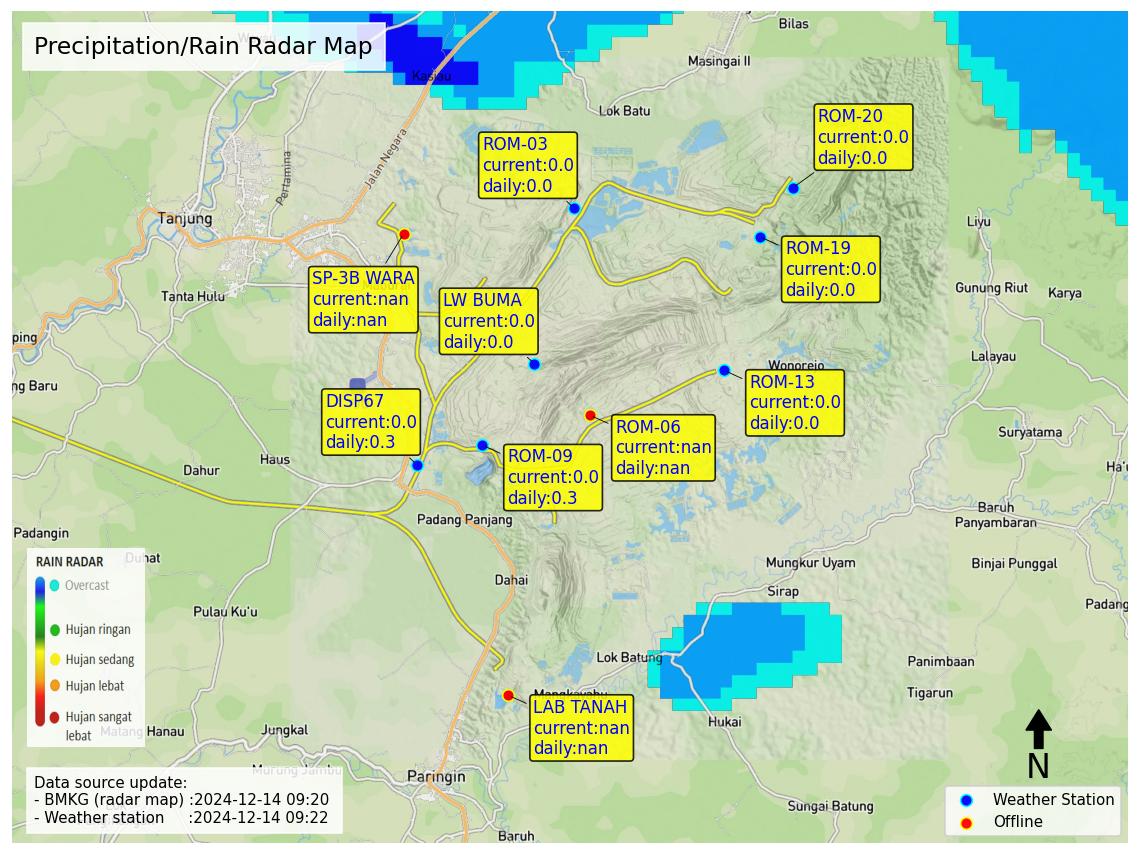 Precipitation/Rain Radar Map
Bilas
Masingai II
Kasiau
Lok Batu
Jalan Negara
Pertamina
Tanjung
Tanta Hulu
ROM-03
current:0.0
daily:0.0
ROM-20
current:0.0
daily:0.0
ROM-19
current:0.0
daily:0.0
SP-3B WARA
current:nan
daily:nan
LW BUMA
current:0.0
daily:0.0
Liyu
Gunung Riut
Karya
Lalayau
ping
ng Baru
Wonorejo
ROM-13
current:0.0
daily:0.0
DISP67
current:0.0
daily:0.3
ROM-06
current:nan
daily:nan
ROM-09
current:0.0
daily:0.3
Suryatama
Ha'u
Haus
Dahur
Padang Panjang
Baruh
Panyambaran
Padangin
Duhat
Binjai Punggal
Mungkur Uyam
Sirap
Dahai
Pulau Ku'u
Padang
Lok Batung
Panimbaan
Tigarun
Mangkayahu
LAB TANAH
current:nan
daily:nan
Hukai
RAIN RADAR
Overcast
Hujan ringan
Hujan sedang
Hujan lebat
Hujan sangat
lebat
Matang Hanau
Jungkal
Murung Jambu
Paringin
Sungai Batung
Baruh
N
Data source update:
- BMKG (radar map) :2024-12-14 09:20
- Weather station :2024-12-14 09:22
Weather Station
Offline